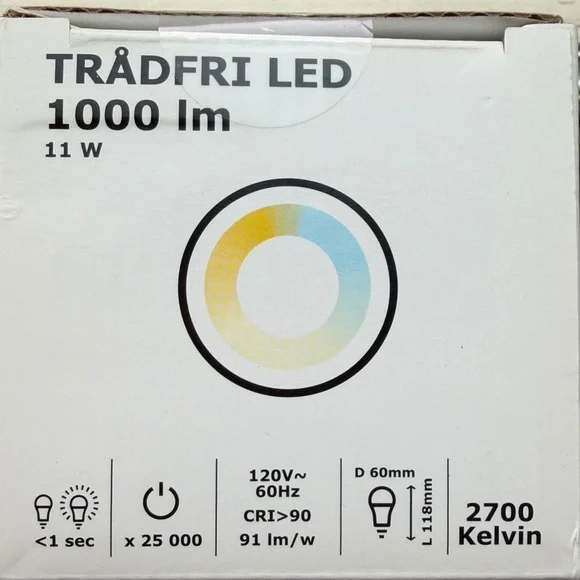 TRÅDFRI LED
1000 lm
11 W
<1 sec
x 25 000
120V~
60Hz
CRI>90
91 lm/w
D 60mm
L 118mm
2700
Kelvin